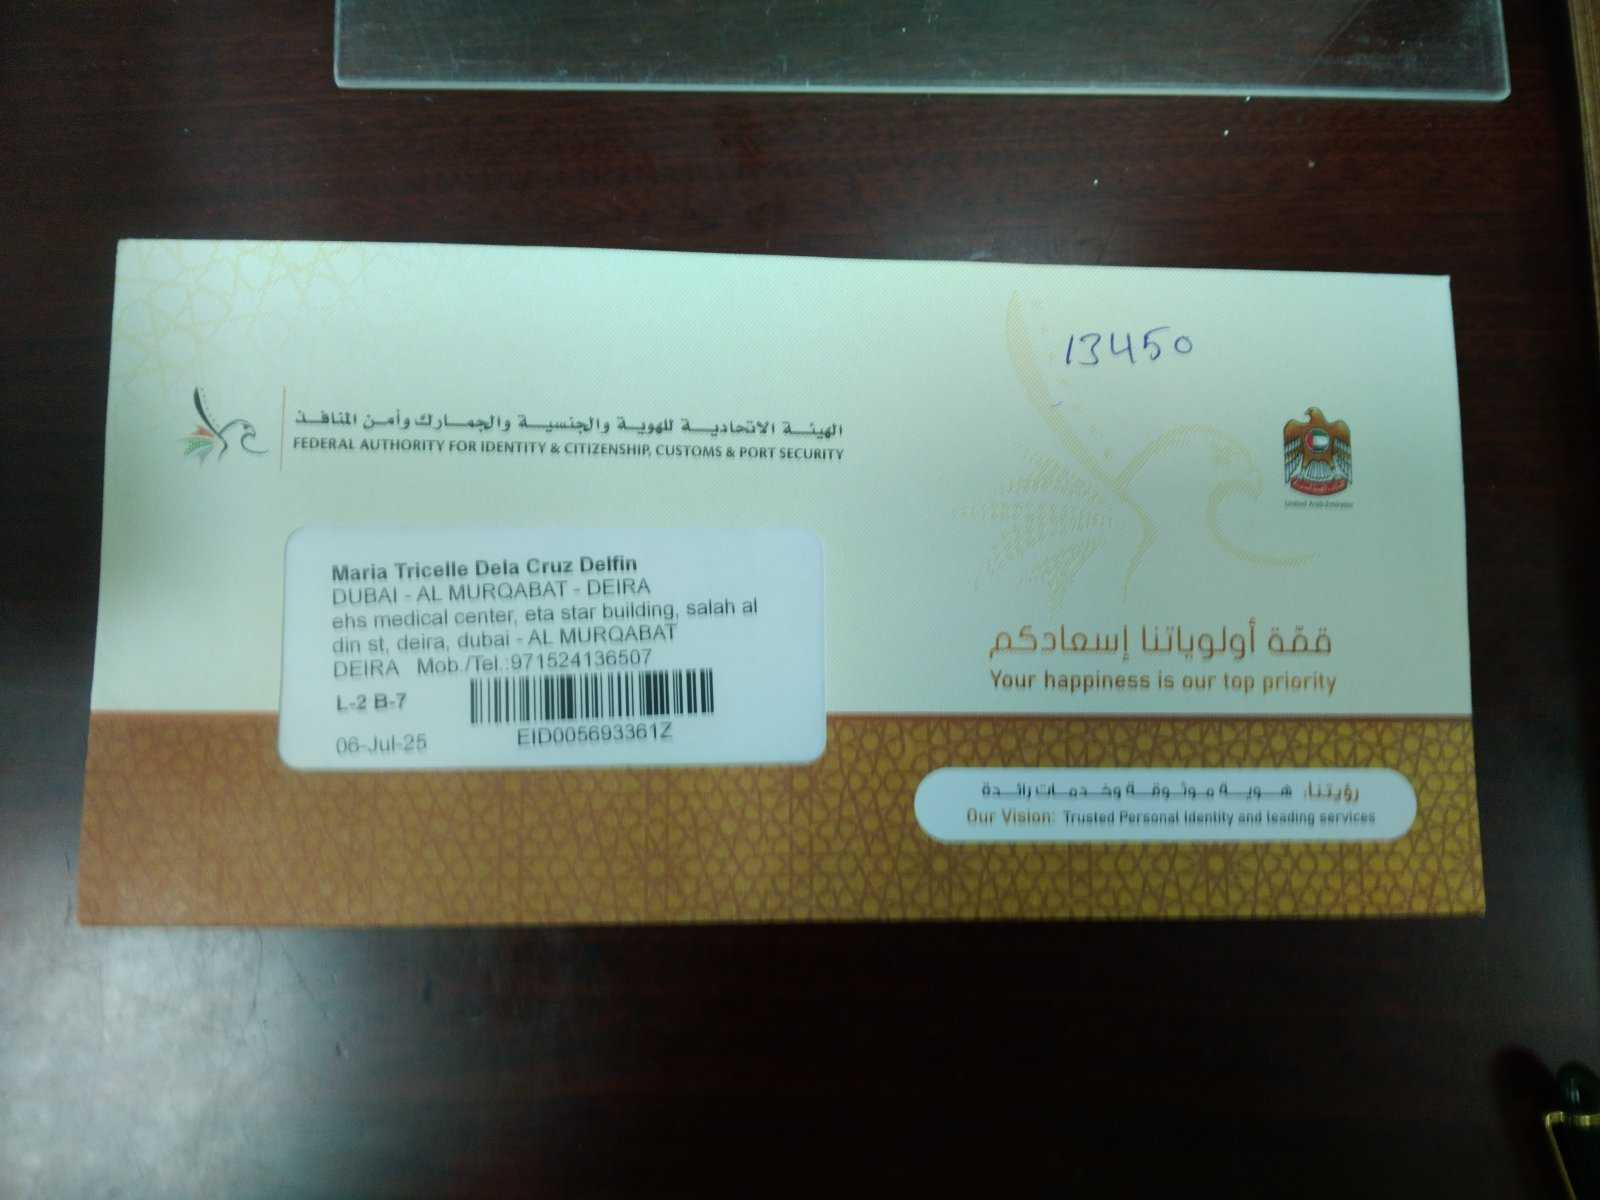 13450
الهيئة الاتحادية للهوية والجنسية والجمارك وأمن المنافذ
FEDERAL AUTHORITY FOR IDENTITY & CITIZENSHIP, CUSTOMS & PORT SECURITY
United Arab Emirates
Maria Tricelle Dela Cruz Delfin
DUBAI - AL MURQABAT - DEIRA
ehs medical center, eta star building, salah al
din st, deira, dubai - AL MURQABAT
DEIRA Mob./Tel.:971524136507
L-2 B-7
EID005693361Z
06-Jul-25
قمّة أولوياتنا إسعادكم
Your happiness is our top priority
رؤيتنا: هوية موثوقة وخدمات رائدة
Our Vision: Trusted Personal Identity and leading services